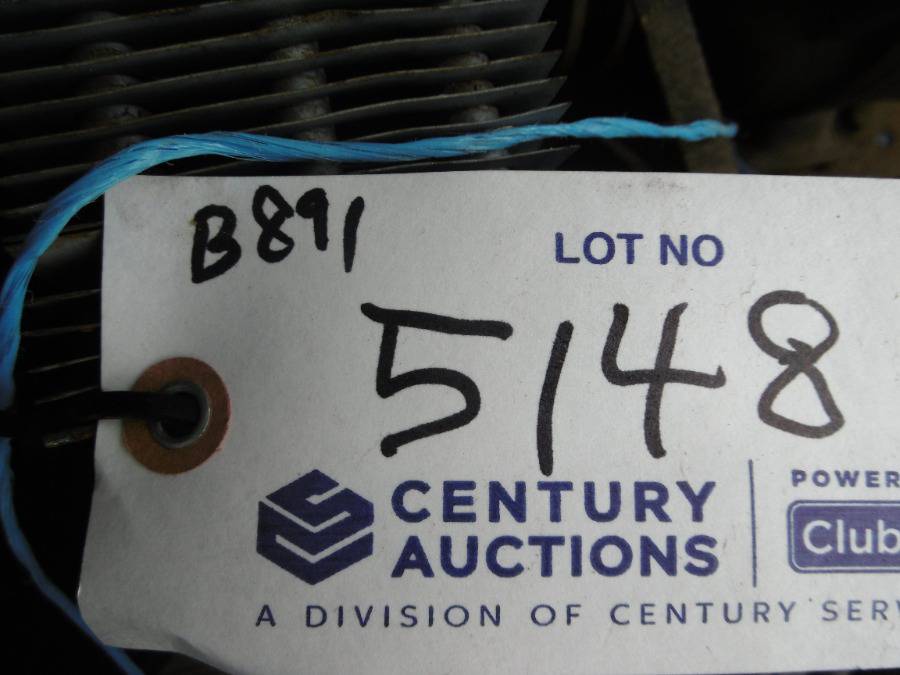 B891
LOT NO
5148
CENTURY
AUCTIONS
POWER
Club
A DIVISION OF CENTURY SERV